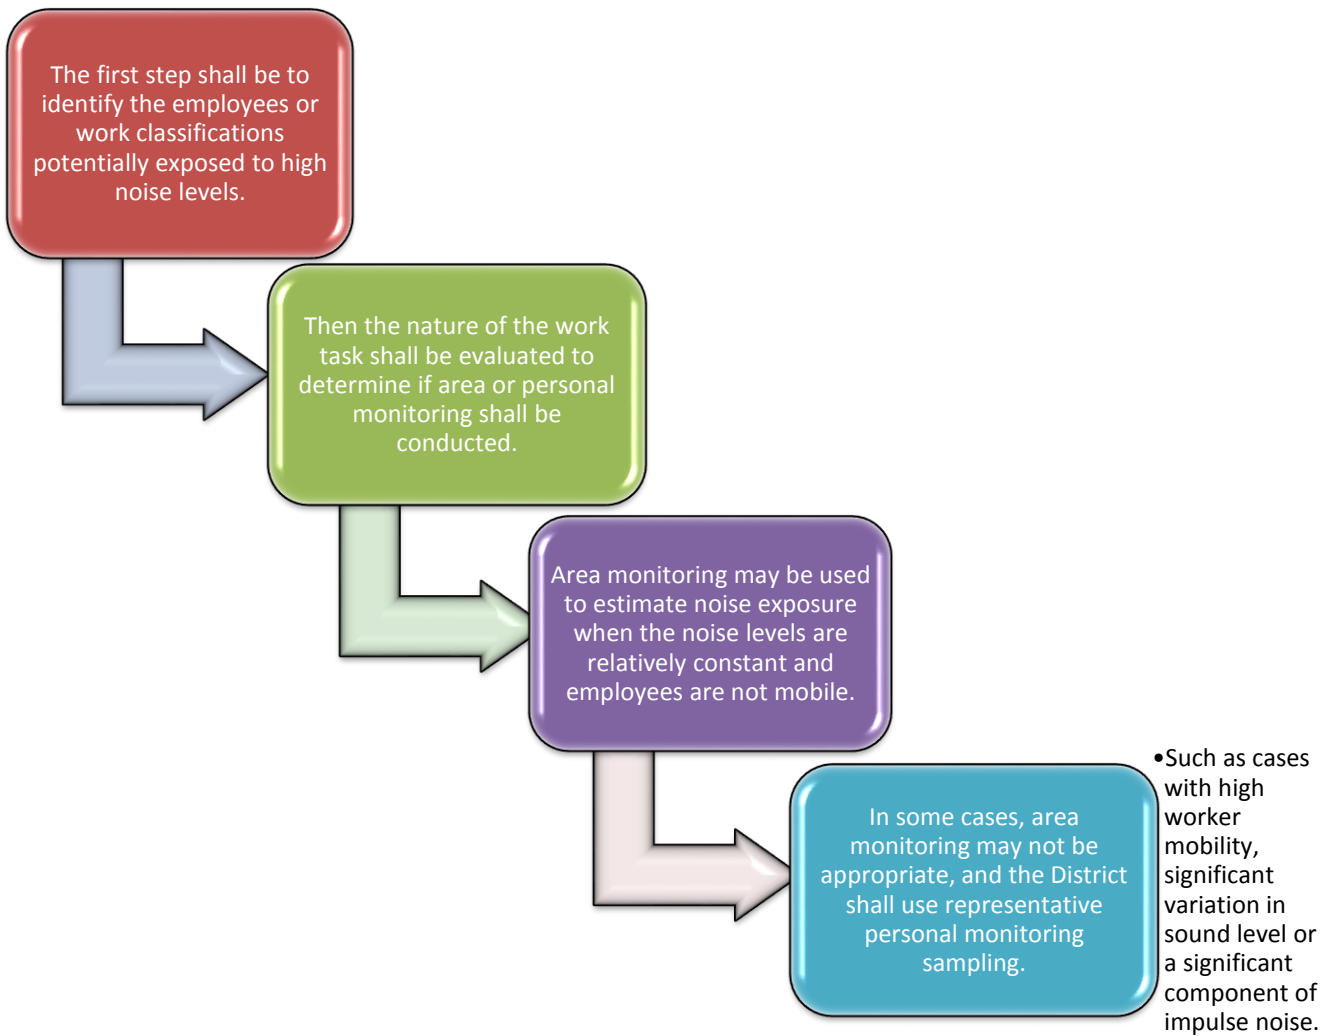 The first step shall be to
identify the employees or
work classifications
potentially exposed to high
noise levels.
Then the nature of the work
task shall be evaluated to
determine if area or personal
monitoring shall be
conducted.
Area monitoring may be used
to estimate noise exposure
when the noise levels are
relatively constant and
employees are not mobile.
In some cases, area
monitoring may not be
appropriate, and the District
shall use representative
personal monitoring
sampling.
•Such as cases
with high
worker
mobility,
significant
variation in
sound level or
a significant
component of
impulse noise.